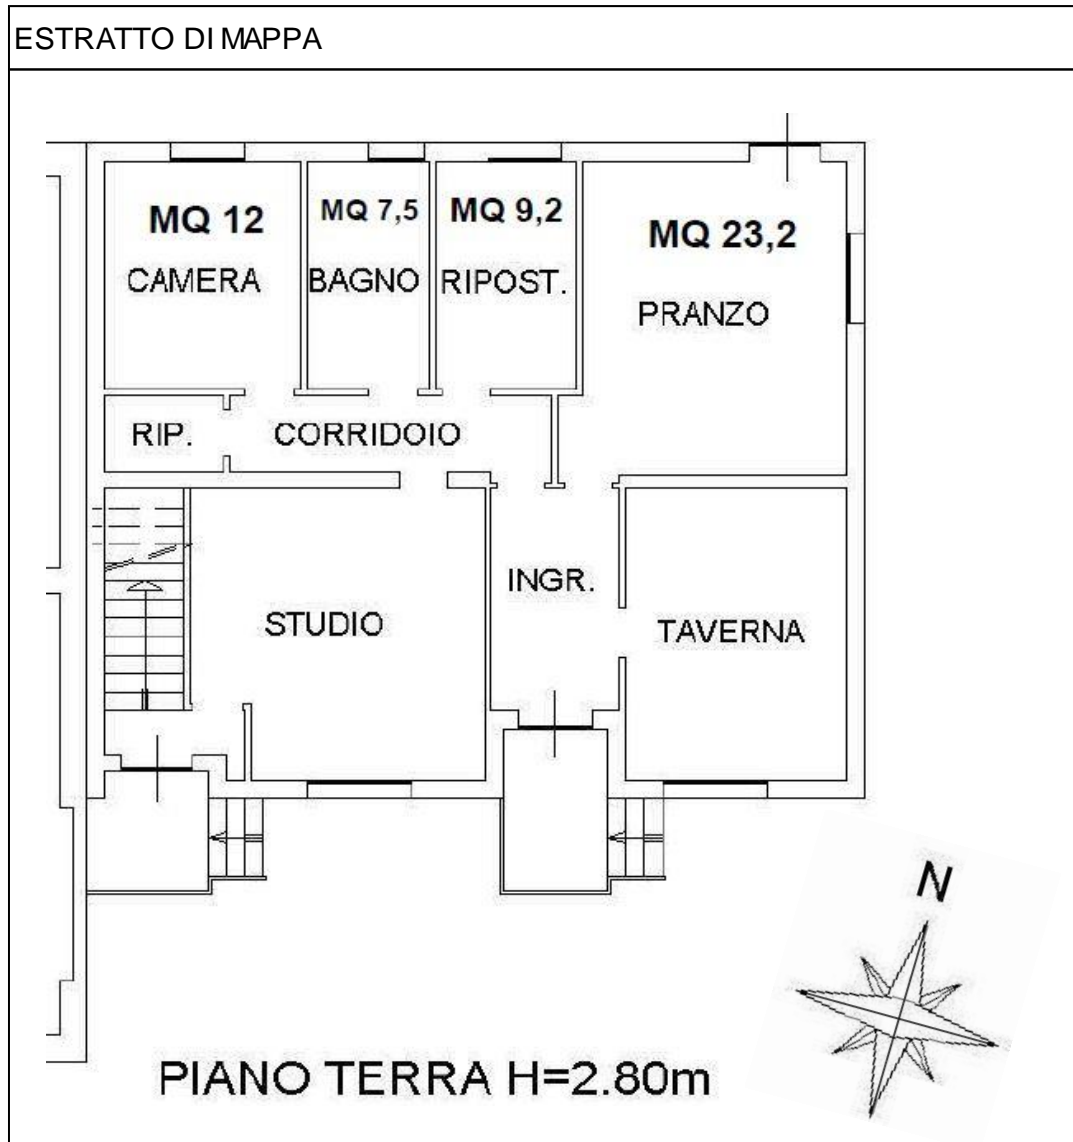 ESTRATTO DI MAPPA
MQ 12
CAMERA
MQ 7,5
BAGNO
MQ 9,2
RIPOST.
MQ 23,2
PRANZO
RIP.
CORRIDOIO
STUDIO
INGR.
TAVERNA
N
PIANO TERRA H=2.80m